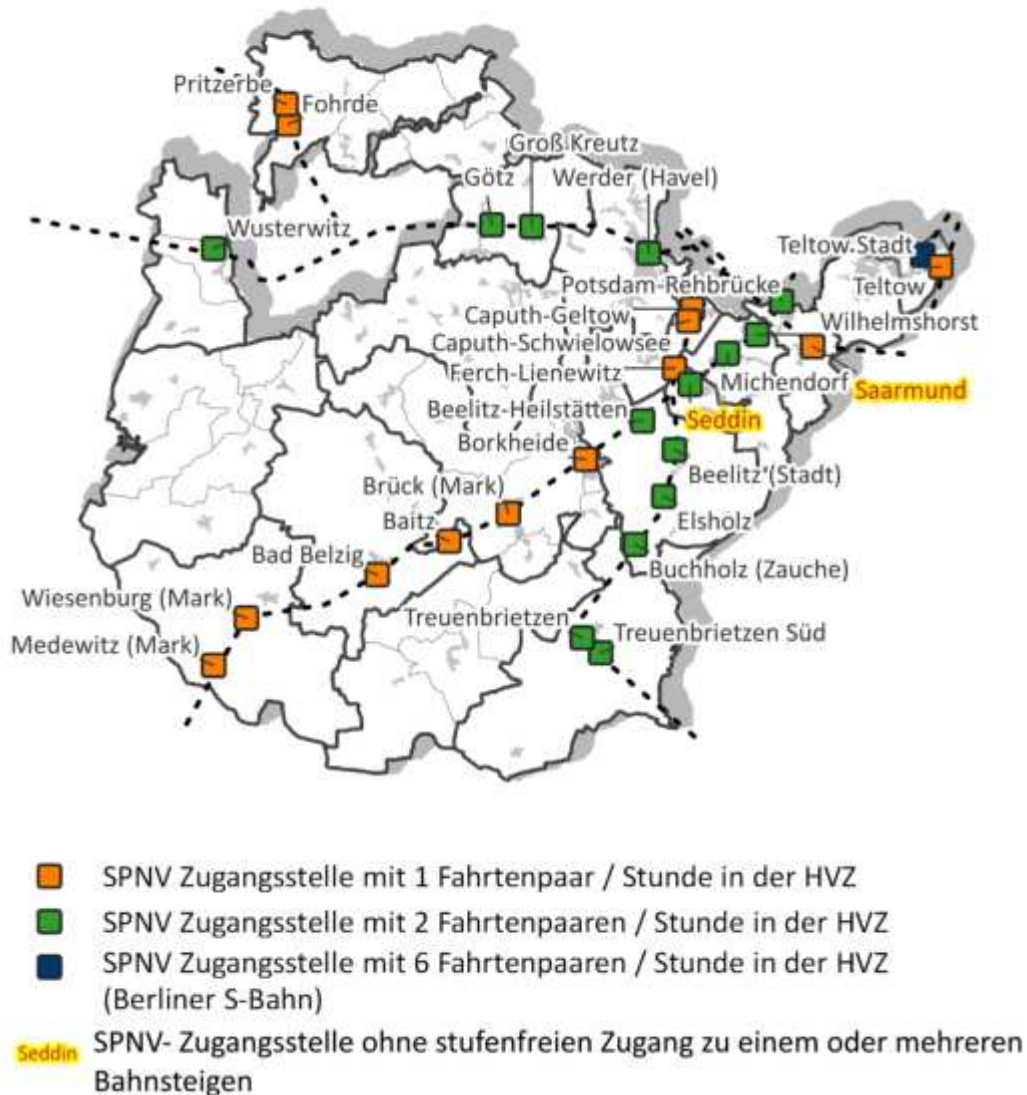 Pritzerbe
Fohrde
Groß Kreutz
Götz
Werder (Havel)
Wusterwitz
Teltow Stadt
Potsdam-Rehbrücke
Teltow
Caputh-Geltow
Wilhelmshorst
Caputh-Schwielowsee
Ferch-Lienewitz
Michendorf
Saarmund
Beelitz-Heilstätten
Seddin
Borkheide
Beelitz (Stadt)
Brück (Mark)
Elsholz
Baitz
Bad Belzig
Buchholz (Zauche)
Wiesenburg (Mark)
Treuenbrietzen
Treuenbrietzen Süd
Medewitz (Mark)
SPNV Zugangsstelle mit 1 Fahrtenpaar / Stunde in der HVZ
SPNV Zugangsstelle mit 2 Fahrtenpaaren / Stunde in der HVZ
SPNV Zugangsstelle mit 6 Fahrtenpaaren / Stunde in der HVZ
(Berliner S-Bahn)
Seddin SPNV- Zugangsstelle ohne stufenfreien Zugang zu einem oder mehreren
Bahnsteigen